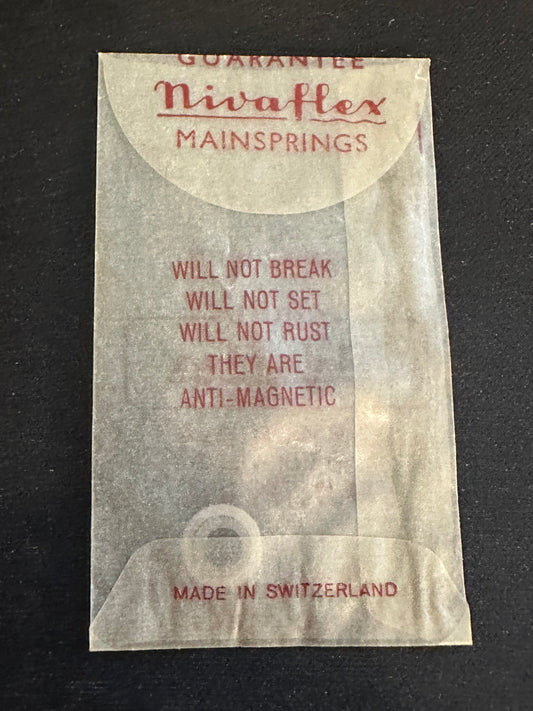 GUARANTEE
Nivaflex
MAINSPRINGS
WILL NOT BREAK
WILL NOT SET
WILL NOT RUST
THEY ARE
ANTI-MAGNETIC
MADE IN SWITZERLAND